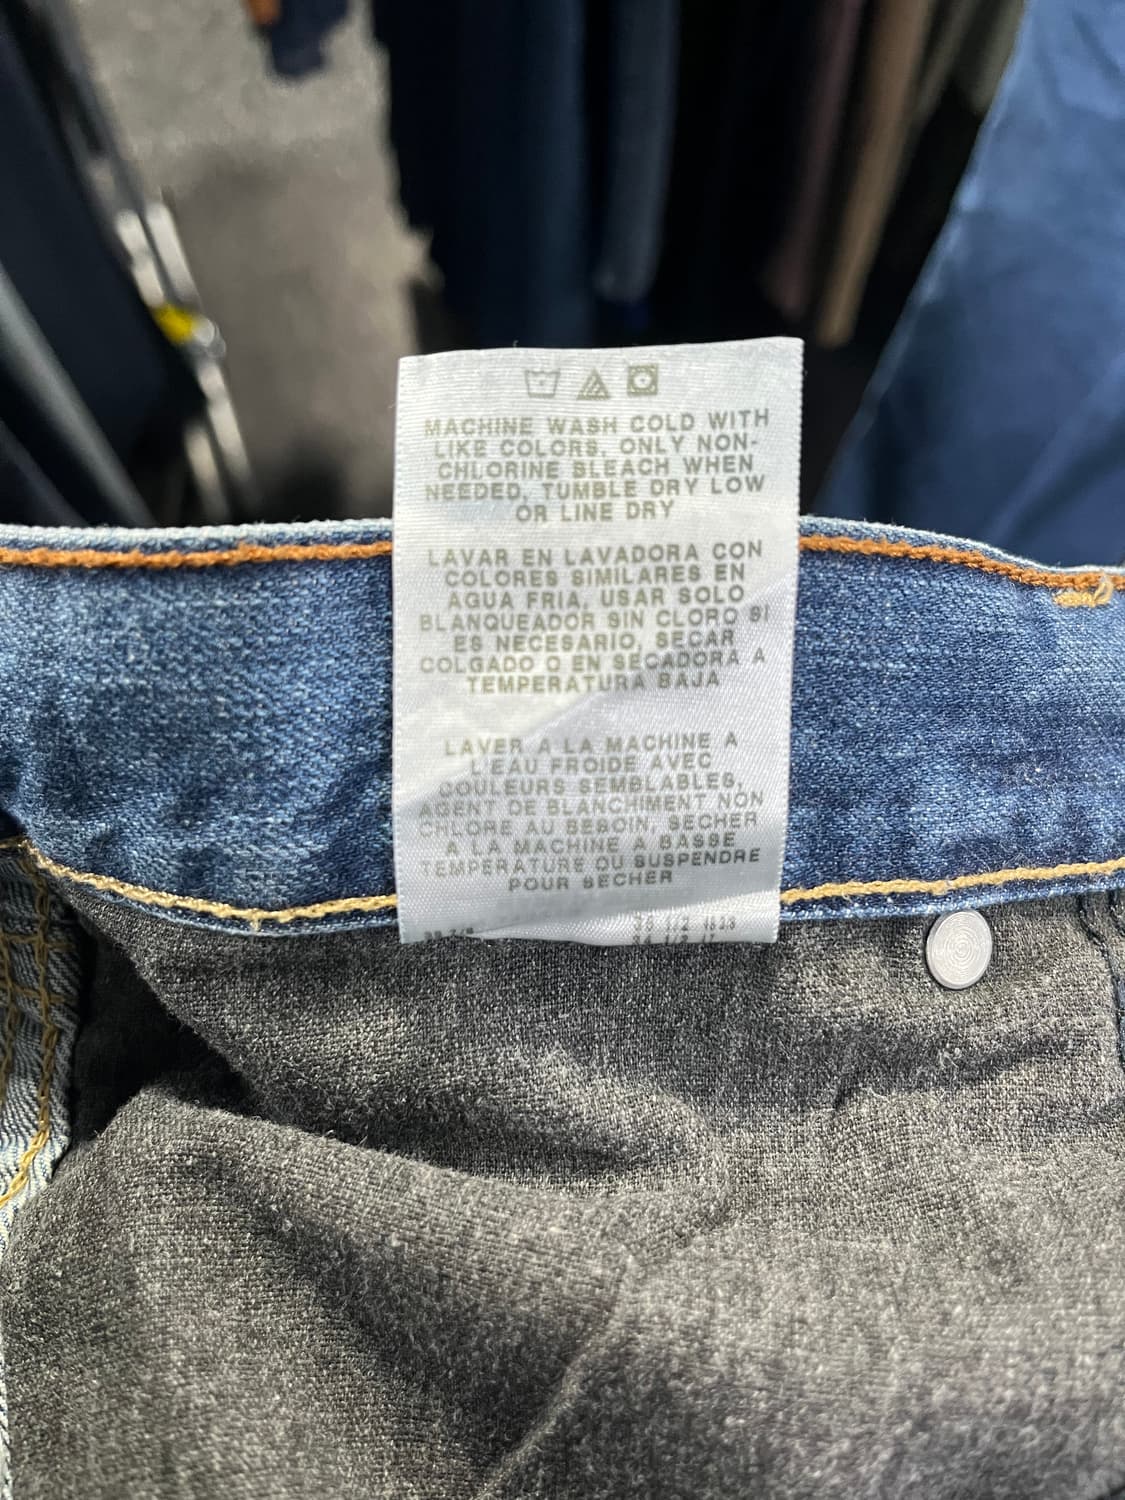 MACHINE WASH COLD WITH
LIKE COLORS, ONLY NON-
CHLORINE BLEACH WHEN
NEEDED, TUMBLE DRY LOW
OR LINE DRY
LAVAR EN LAVADORA CON
COLORES SIMILARES EN
AGUA FRIA, USAR SOLO
BLANQUEADOR SIN CLORO SI
ES NECESARIO, SECAR
COLGADO O EN SECADORA A
TEMPERATURA BAJA
LAVER A LA MACHINE A
L'EAU FROIDE AVEC
COULEURS SEMBLABLES,
AGENT DE BLANCHIMENT NON
CHLORE AU BESOIN, SECHER
A LA MACHINE A BASSE
TEMPERATURE OU SUSPENDRE
POUR SECHER